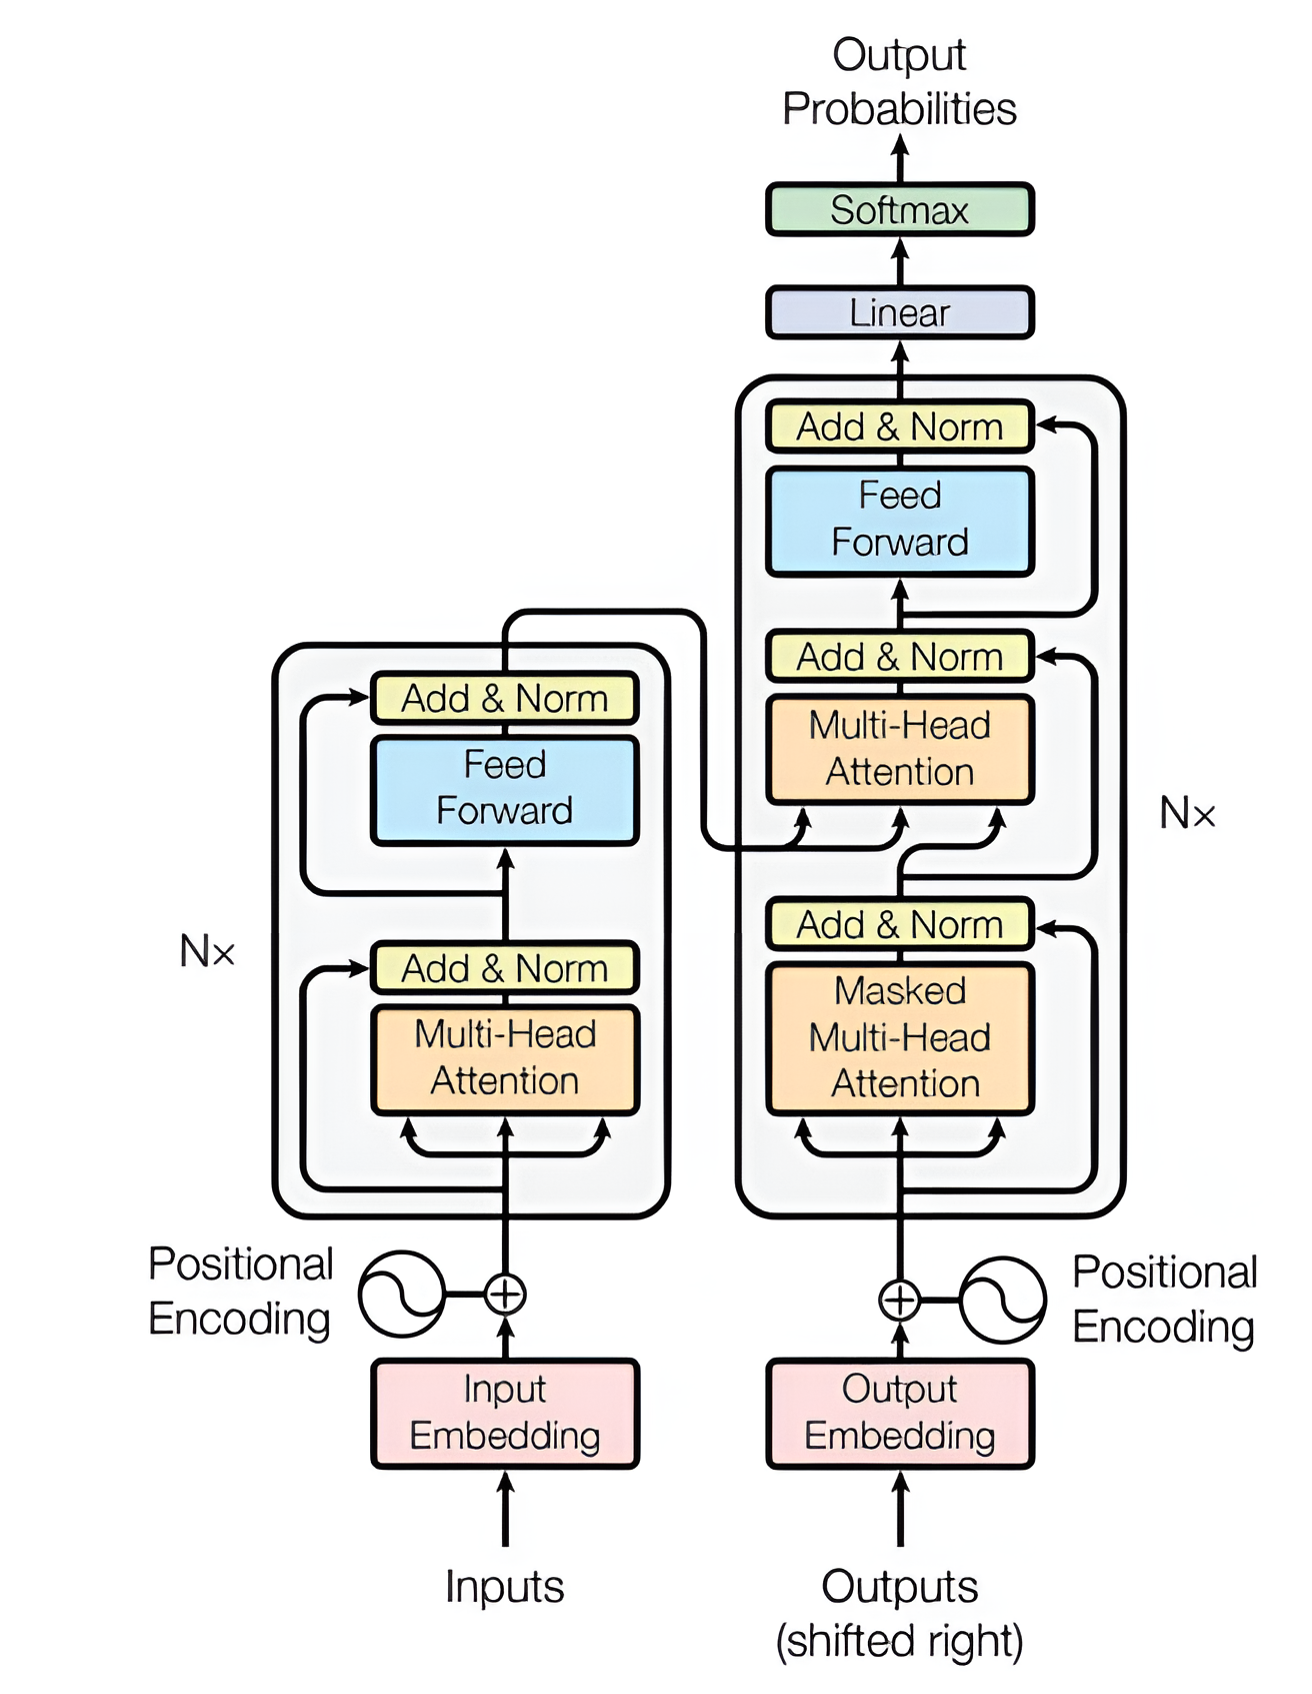 Output
Probabilities
Softmax
Linear
Add & Norm
Feed
Forward
Add & Norm
Multi-Head
Attention
N×
Add & Norm
Masked
Multi-Head
Attention
Add & Norm
Feed
Forward
N×
Add & Norm
Multi-Head
Attention
Positional
Encoding
Positional
Encoding
Input
Embedding
Output
Embedding
Inputs
Outputs
(shifted right)